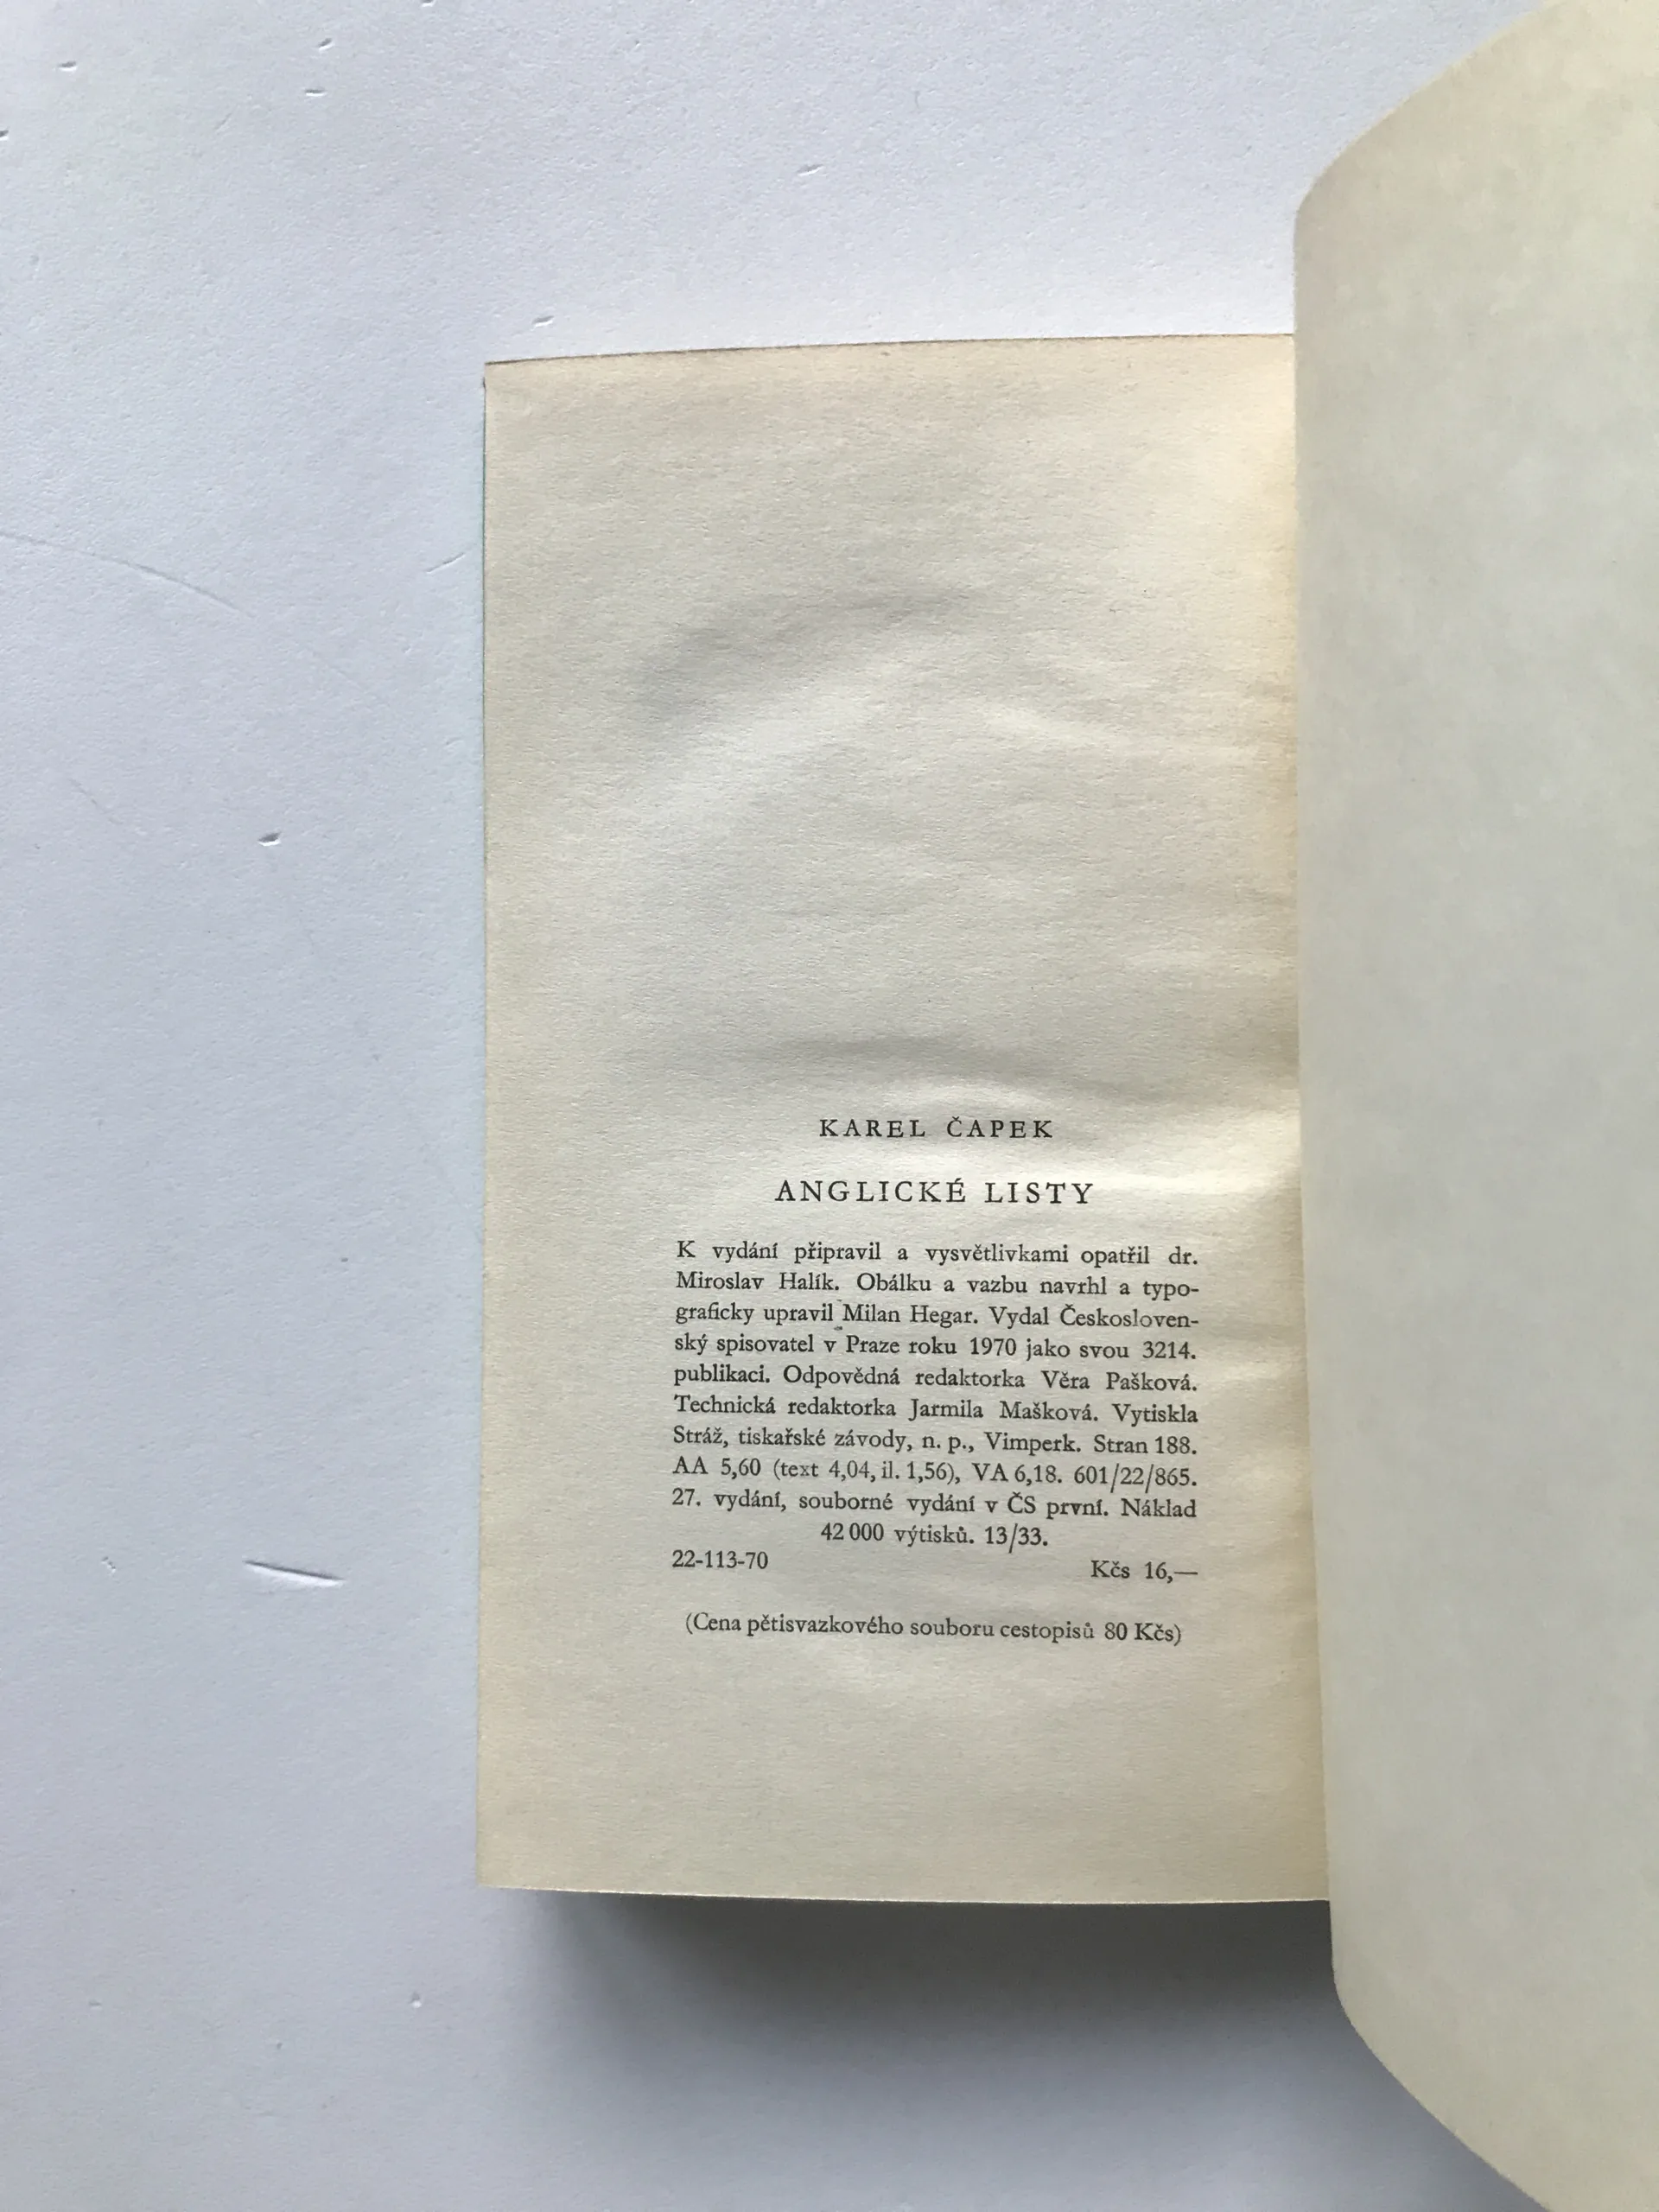 KAREL ČAPEK
ANGLICKÉ LISTY
K vydání připravil a vysvětlivkami opatřil dr.
Miroslav Halík. Obálku a vazbu navrhl a typo-
graficky upravil Milan Hegar. Vydal Českosloven-
ský spisovatel v Praze roku 1970 jako svou 3214.
publikaci. Odpovědná redaktorka Věra Pašková.
Technická redaktorka Jarmila Mašková. Vytiskla
Stráž, tiskařské závody, n. p., Vimperk. Stran 188.
AA 5,60 (text 4,04, il. 1,56), VA 6,18. 601/22/865.
27. vydání, souborné vydání v ČS první. Náklad
42 000 výtisků. 13/33.
22-113-70 Kčs 16,—
(Cena pětisvazkového souboru cestopisů 80 Kčs)